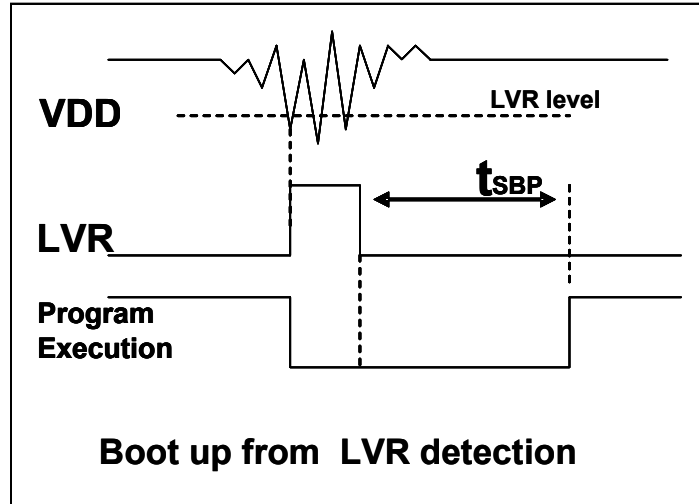 VDD
LVR level
tSBP
LVR
Program
Execution
Boot up from LVR detection